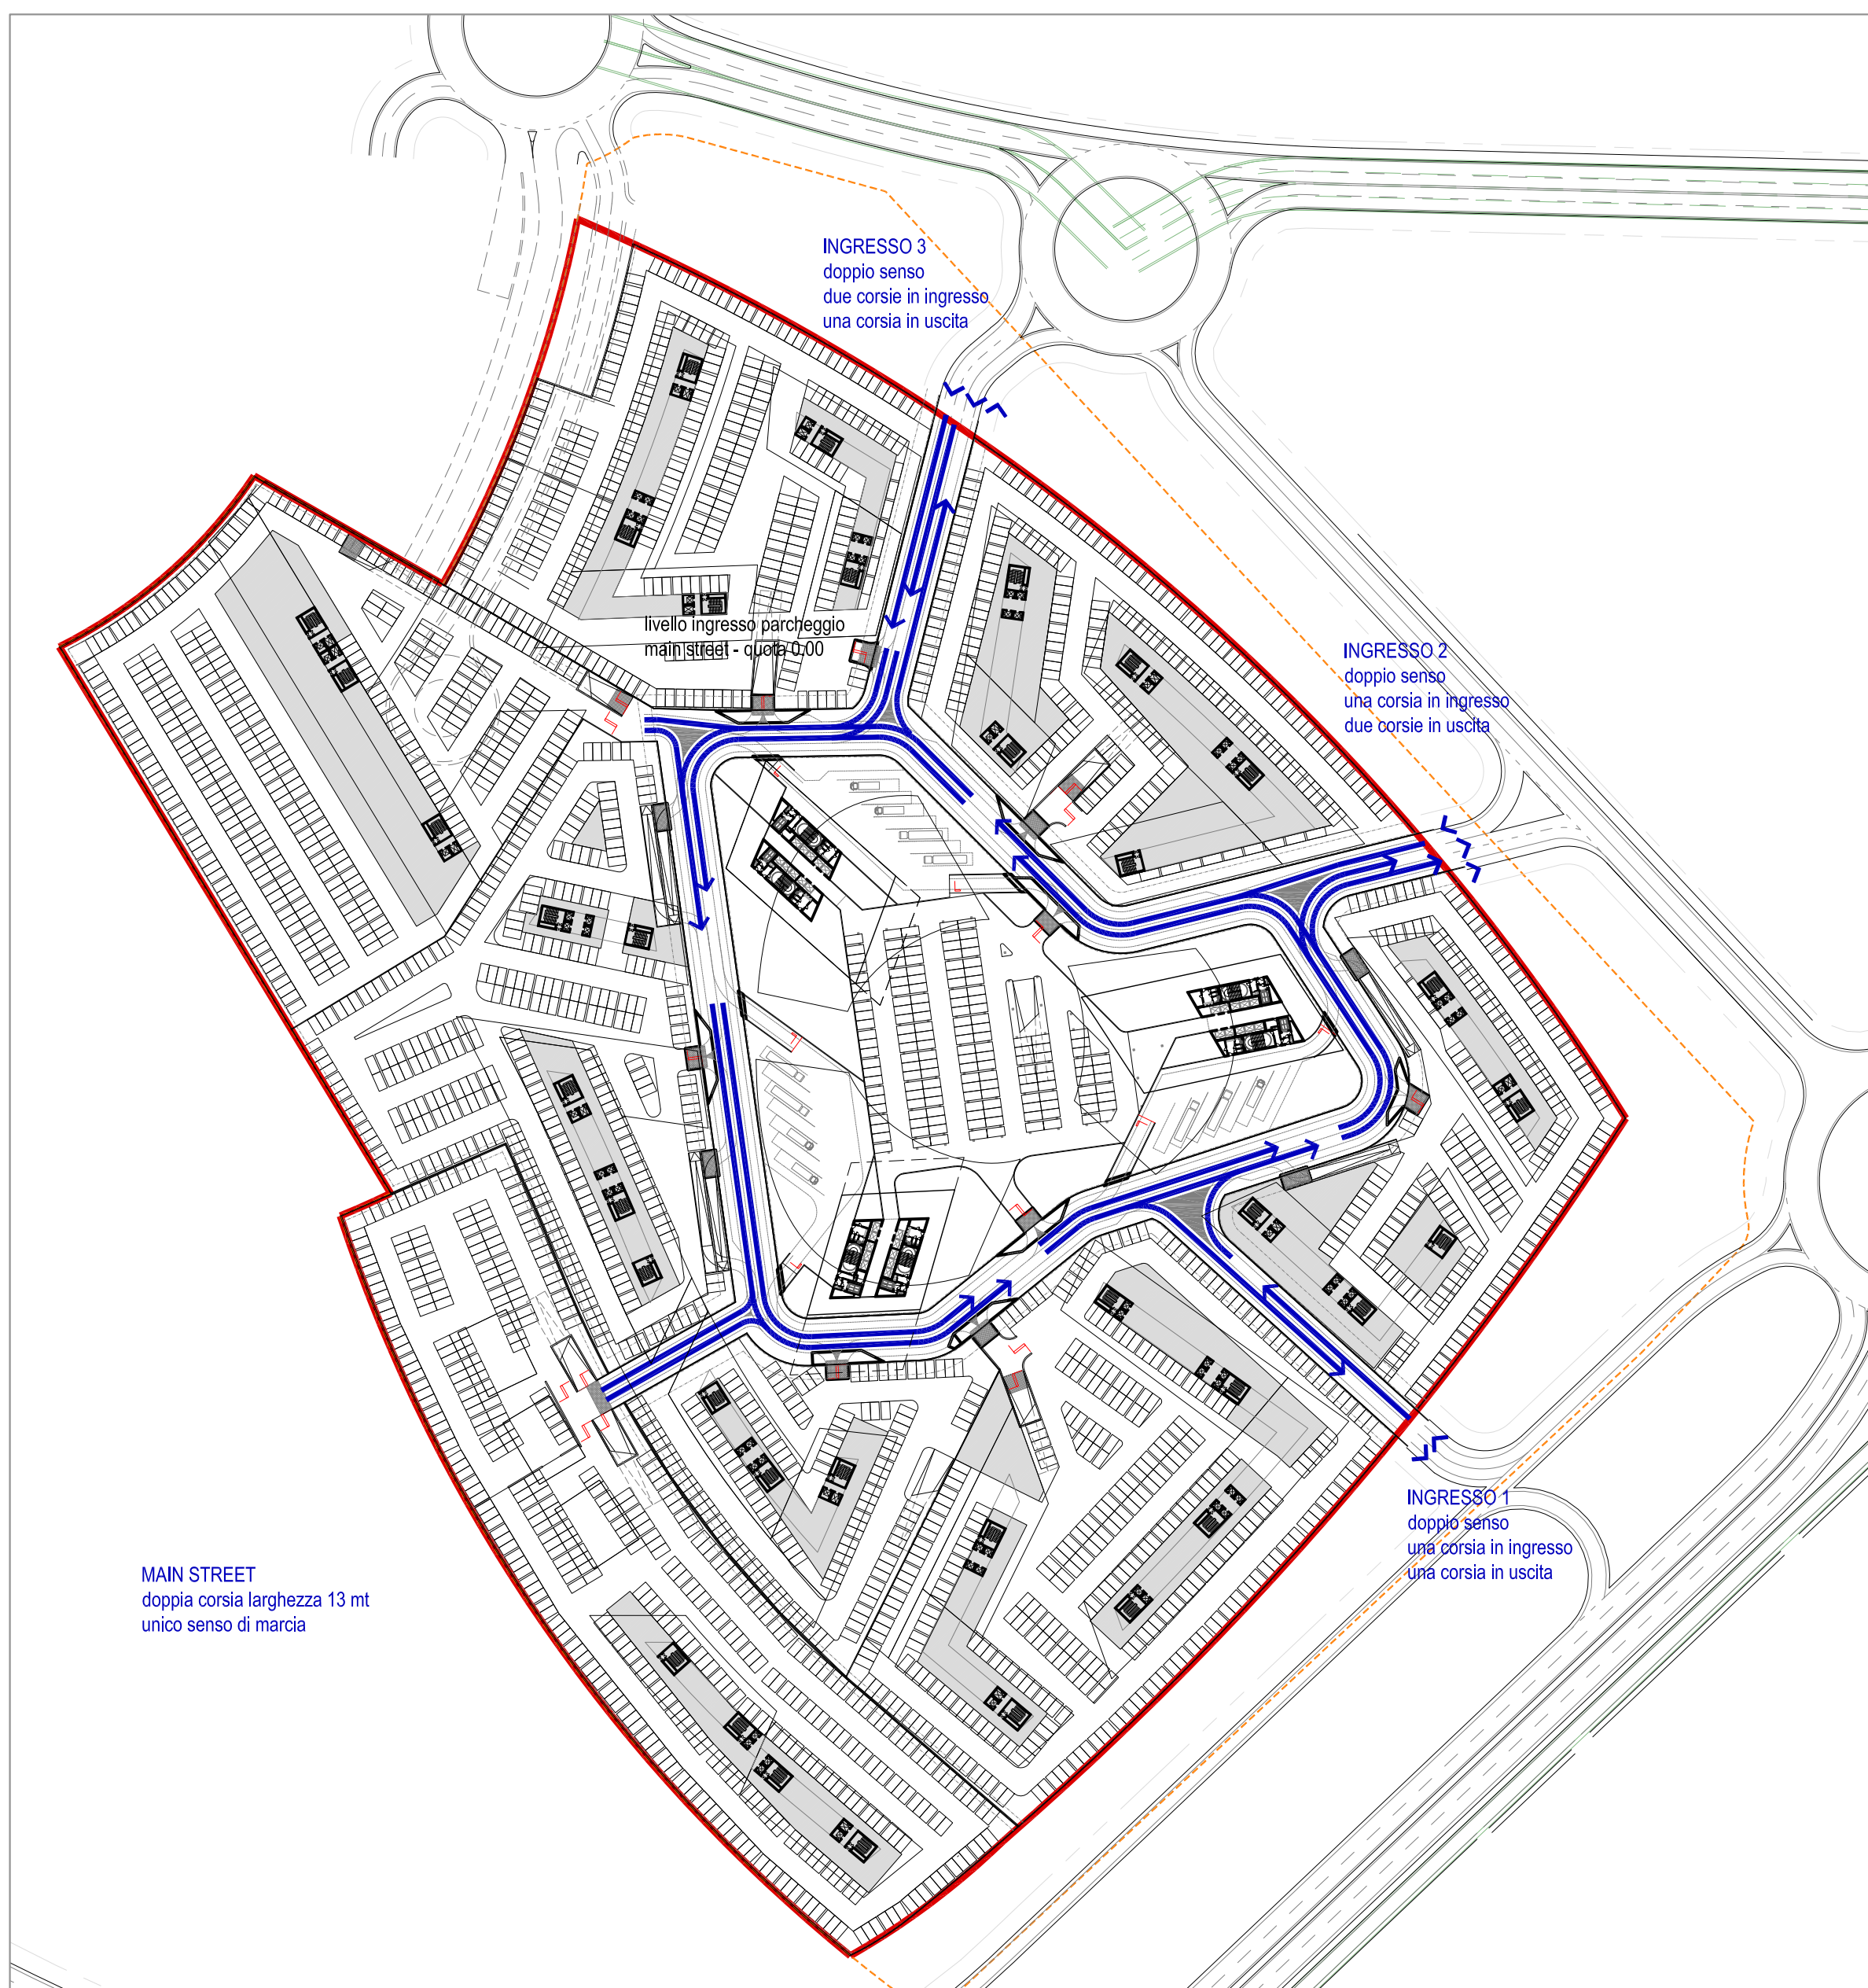 INGRESSO 3
doppio senso
due corsie in ingresso
una corsia in uscita
livello ingresso parcheggio
main street - quota 0.00
INGRESSO 2
doppio senso
una corsia in ingresso
due corsie in uscita
INGRESSO 1
doppio senso
una corsia in ingresso
una corsia in uscita
MAIN STREET
doppia corsia larghezza 13 mt
unico senso di marcia